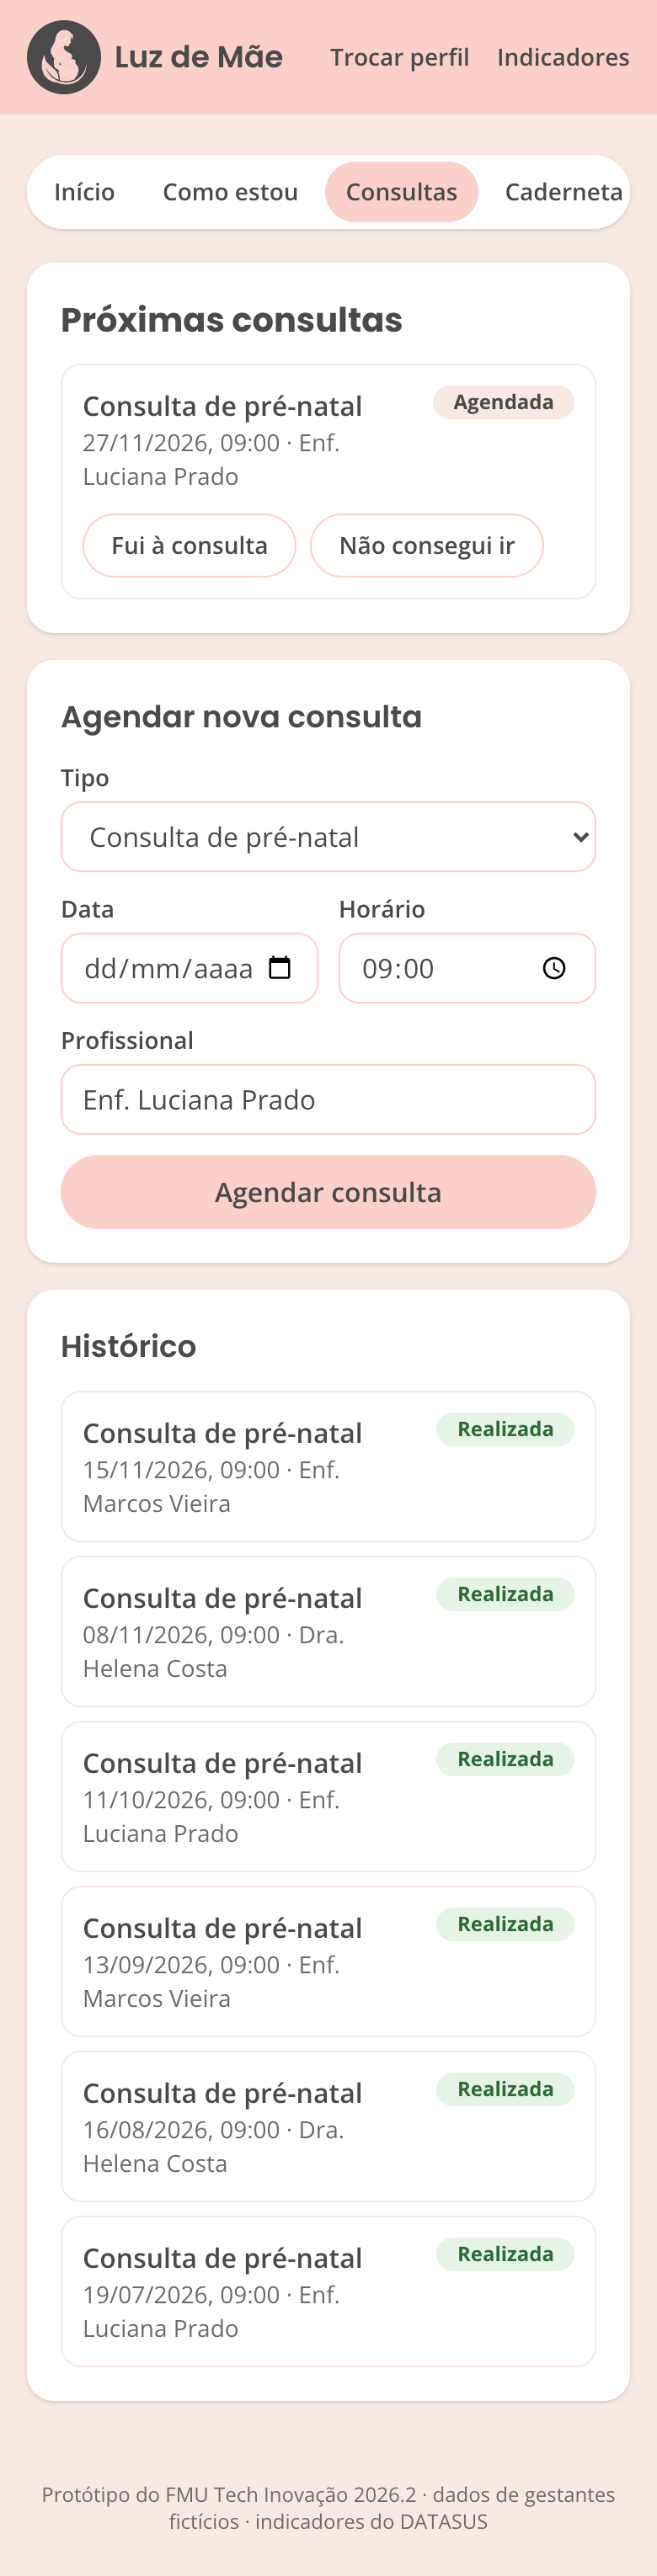 Luz de Mãe
Trocar perfil
Indicadores
Início
Como estou
Consultas
Caderneta
Próximas consultas
Consulta de pré-natal
Agendada
27/11/2026, 09:00 · Enf.
Luciana Prado
Fui à consulta
Não consegui ir
Agendar nova consulta
Tipo
Consulta de pré-natal
Data
Horário
dd/mm/aaaa
09:00
Profissional
Enf. Luciana Prado
Agendar consulta
Histórico
Consulta de pré-natal
Realizada
15/11/2026, 09:00 · Enf.
Marcos Vieira
Consulta de pré-natal
Realizada
08/11/2026, 09:00 · Dra.
Helena Costa
Consulta de pré-natal
Realizada
11/10/2026, 09:00 · Enf.
Luciana Prado
Consulta de pré-natal
Realizada
13/09/2026, 09:00 · Enf.
Marcos Vieira
Consulta de pré-natal
Realizada
16/08/2026, 09:00 · Dra.
Helena Costa
Consulta de pré-natal
Realizada
19/07/2026, 09:00 · Enf.
Luciana Prado
Protótipo do FMU Tech Inovação 2026.2 · dados de gestantes
fictícios · indicadores do DATASUS